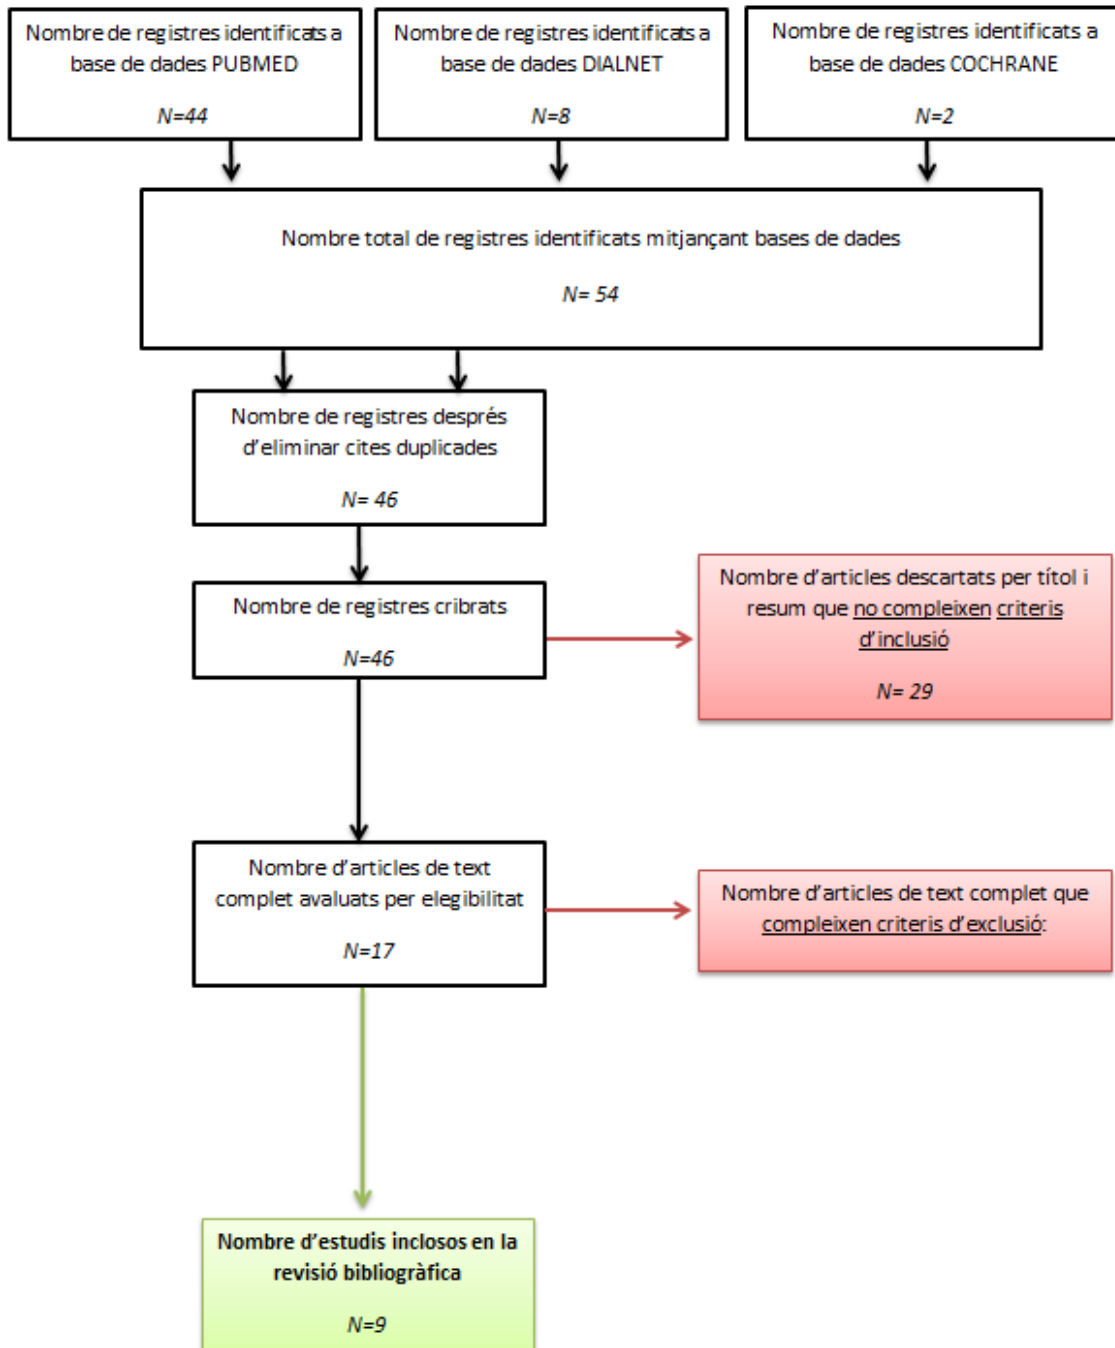 Nombre de registres identificats a
base de dades PUBMED
N=44
Nombre de registres identificats a
base de dades DIALNET
N=8
Nombre de registres identificats a
base de dades COCHRANE
N=2
Nombre total de registres identificats mitjançant bases de dades
N= 54
Nombre de registres després
d’eliminar cites duplicades
N= 46
Nombre de registres cribrats
N=46
Nombre d’articles descartats per títol i
resum que no compleixen criteris
d’inclusió
N= 29
Nombre d’articles de text
complet avaluats per elegibilitat
N=17
Nombre d’articles de text complet que
compleixen criteris d’exclusió:
Nombre d’estudis inclosos en la
revisió bibliogràfica
N=9